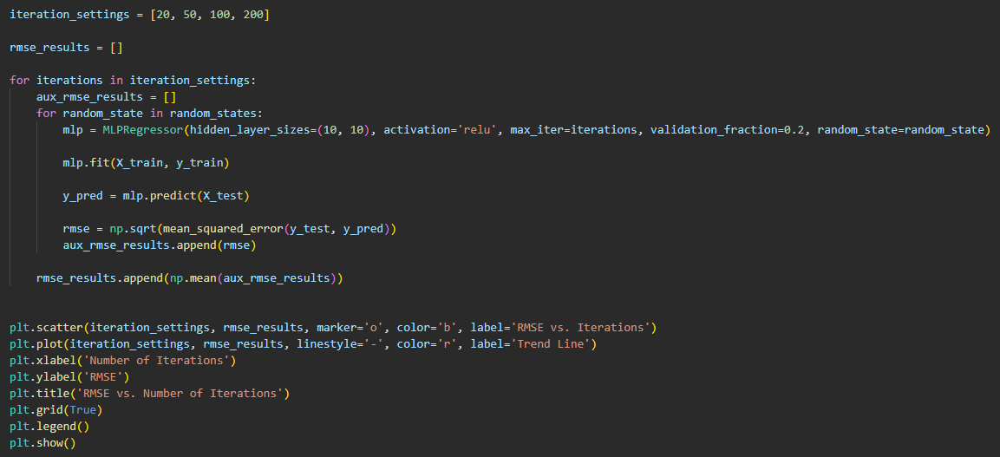 iteration_settings = [20, 50, 100, 200]
rmse_results = []
for iterations in iteration_settings:
    aux_rmse_results = []
    for random_state in random_states:
        mlp = MLPRegressor(hidden_layer_sizes=(10, 10), activation='relu', max_iter=iterations, validation_fraction=0.2, random_state=random_state)
        mlp.fit(X_train, y_train)
        y_pred = mlp.predict(X_test)
        rmse = np.sqrt(mean_squared_error(y_test, y_pred))
        aux_rmse_results.append(rmse)
    rmse_results.append(np.mean(aux_rmse_results))
plt.scatter(iteration_settings, rmse_results, marker='o', color='b', label='RMSE vs. Iterations')
plt.plot(iteration_settings, rmse_results, linestyle='-', color='r', label='Trend Line')
plt.xlabel('Number of Iterations')
plt.ylabel('RMSE')
plt.title('RMSE vs. Number of Iterations')
plt.grid(True)
plt.legend()
plt.show()